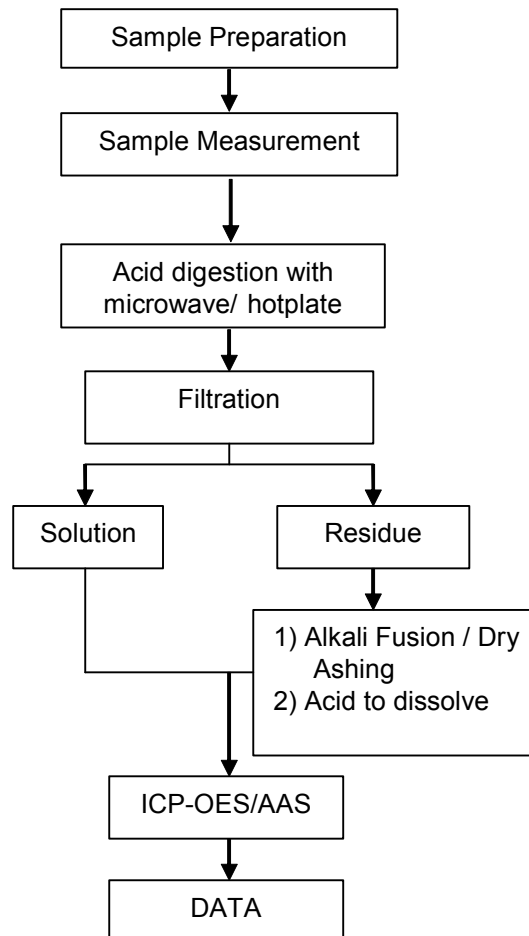 Sample Preparation
Sample Measurement
Acid digestion with
microwave/ hotplate
Filtration
Solution
Residue
1) Alkali Fusion / Dry
Ashing
2) Acid to dissolve
ICP-OES/AAS
DATA